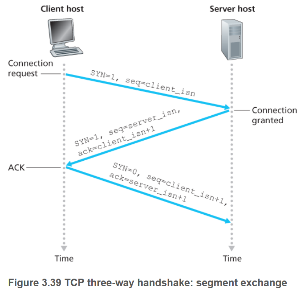 Client host
Server host
Connection
request
SYN=1, seq=client_isn
Connection
granted
SYN=1, seq=server_isn,
ack=client_isn+1
ACK
SYN=0, seq=client_isn+1,
ack=server_isn+1
Time
Time
Figure 3.39 TCP three-way handshake: segment exchange